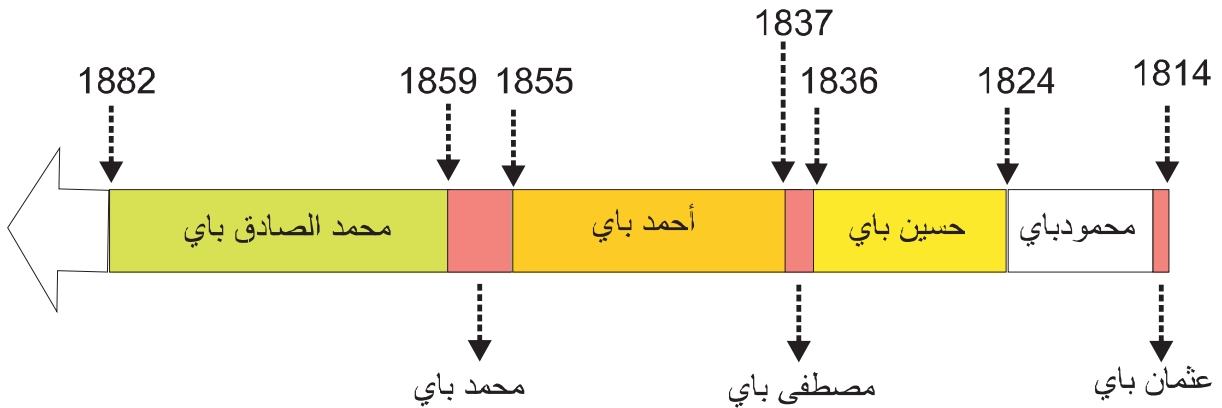 1814
1824
1836
1837
1855
1859
1882
محمودباي
حسين باي
أحمد باي
محمد الصادق باي
عثمان باي
مصطفى باي
محمد باي